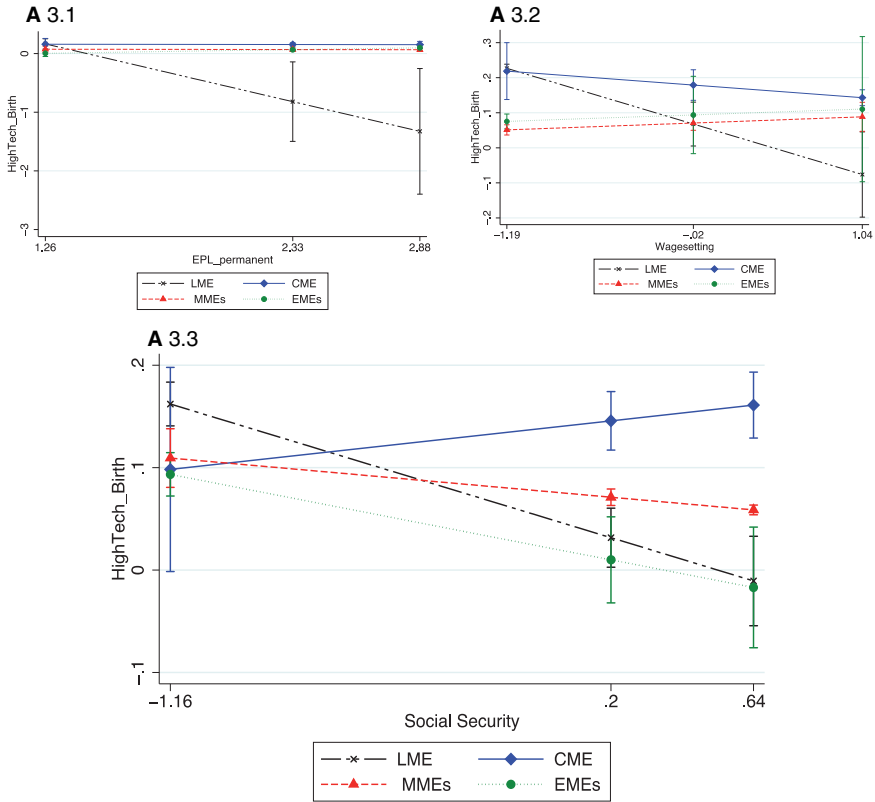 A 3.1
HighTech_Birth
0
-1
-2
-3
1,26
2,33
2,88
EPL_permanent
LME
CME
MMEs
EMEs
A 3.2
HighTech_Birth
.3
.2
0.1
0
-.1
-.2
-1.19
-.02
1.04
Wagesetting
LME
CME
MMEs
EMEs
A 3.3
HighTech_Birth
.2
0.1
0
-.1
-1.16
.2
.64
Social Security
LME
CME
MMEs
EMEs